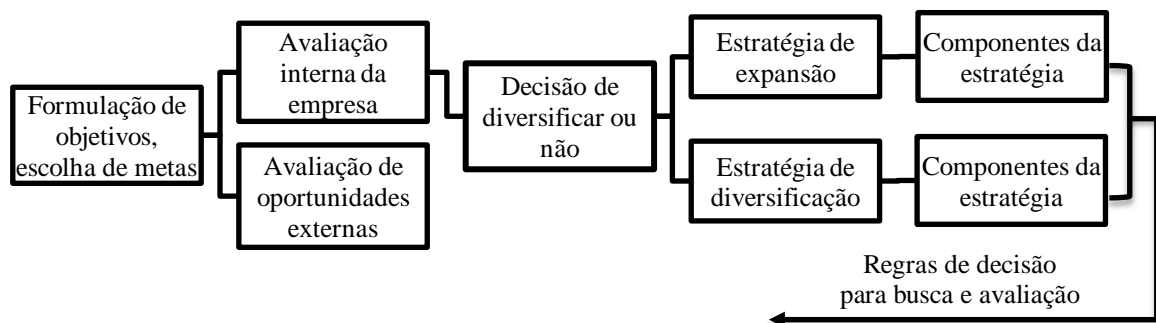 Formulação de
objetivos,
escolha de metas
Avaliação
interna da
empresa
Avaliação de
oportunidades
externas
Decisão de
diversificar ou
não
Estratégia de
expansão
Componentes da
estratégia
Estratégia de
diversificação
Componentes da
estratégia
Regras de decisão
para busca e avaliação